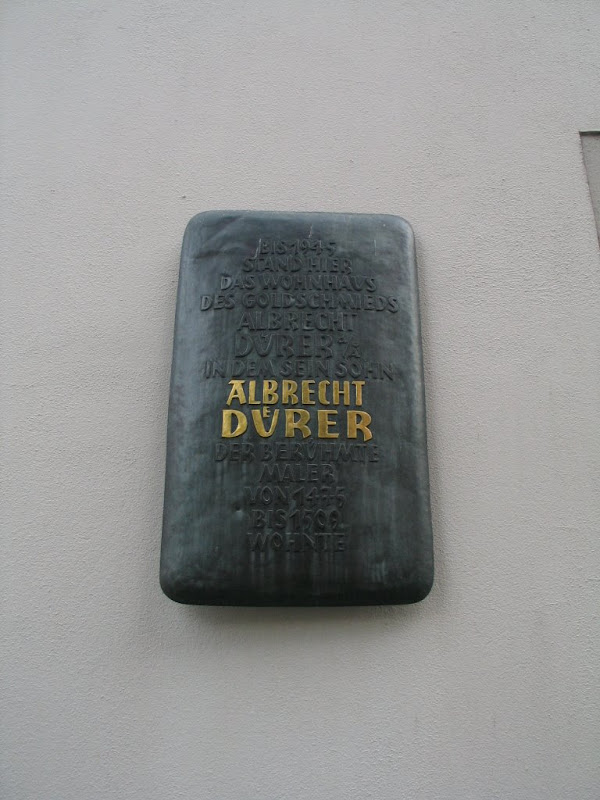 BIS 1945
STAND HIER
DAS WOHNHAUS
DES GOLDSCHMIEDS
ALBRECHT
DÜRER D/Ä
IN DEM SEIN SOHN
ALBRECHT
DÜRER
DER BERÜHMTE
MALER
VON 1475
BIS 1509
WOHNTE